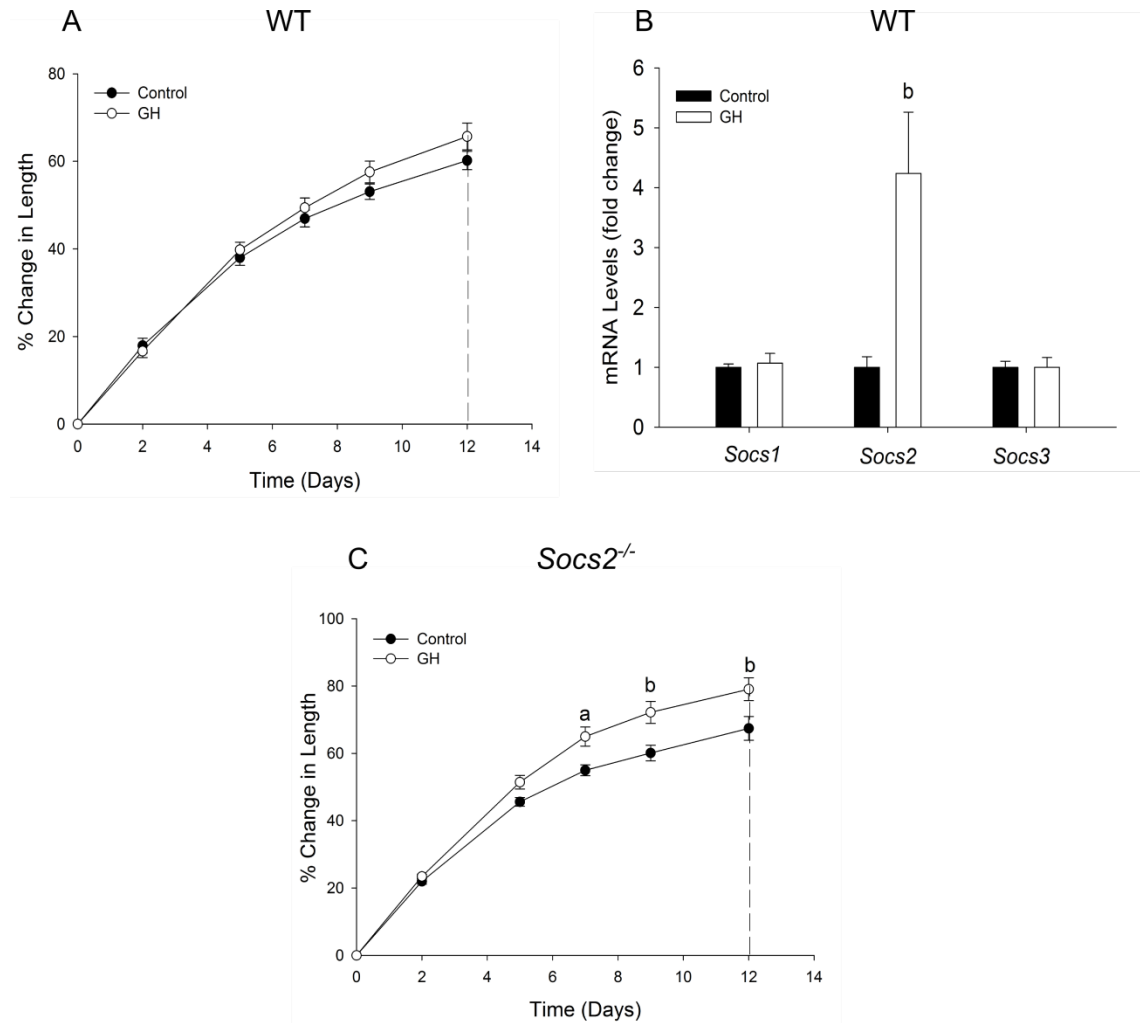 A WT
Control
GH
80
60
40
20
0
% Change in Length
0 2 4 6 8 10 12 14
Time (Days)
B WT
Control
GH
b
6
5
4
3
2
1
0
mRNA Levels (fold change)
Socs1 Socs2 Socs3
C Socs2-/-
Control
GH
a b b
100
80
60
40
20
0
% Change in Length
0 2 4 6 8 10 12 14
Time (Days)